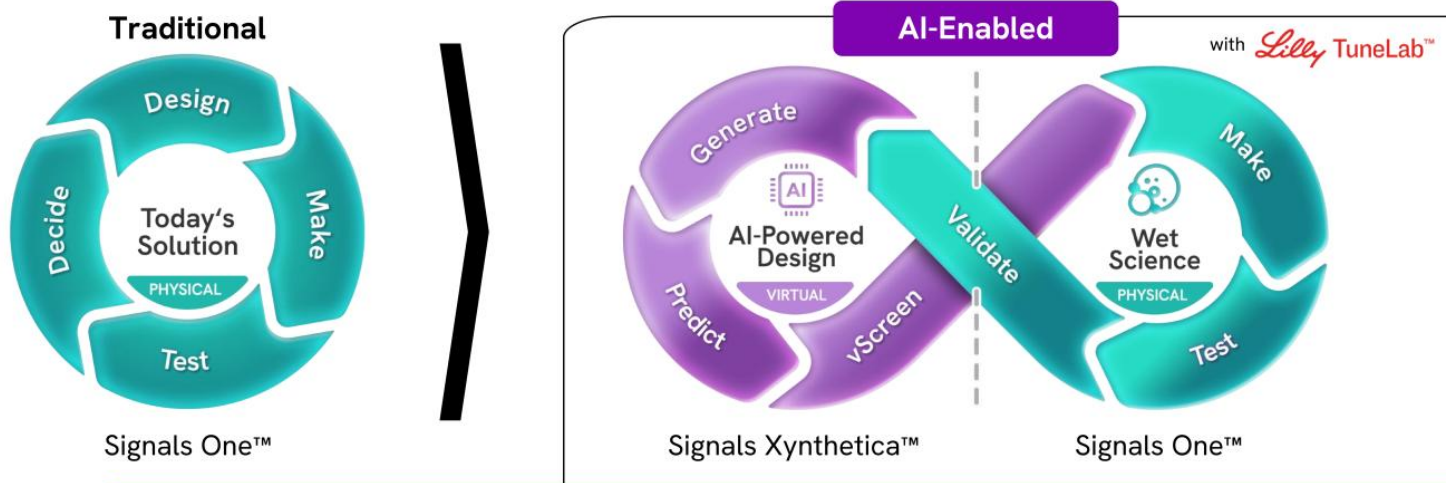 Traditional
Design
Make
Test
Decide
Today‘s
Solution
PHYSICAL
Signals One™
AI-Enabled
with Lilly TuneLab™
Generate
Predict
vScreen
Validate
Make
Test
AI
AI-Powered
Design
VIRTUAL
Wet
Science
PHYSICAL
Signals Xynthetica™
Signals One™